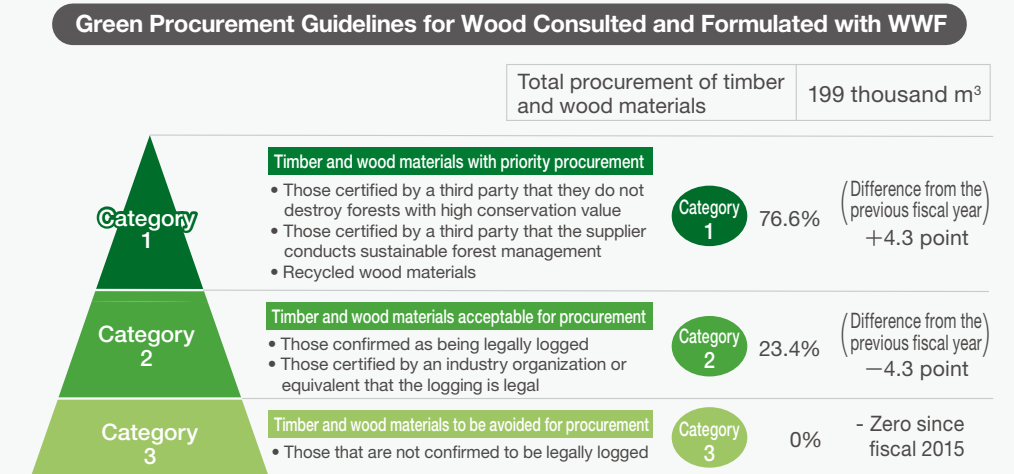 Green Procurement Guidelines for Wood Consulted and Formulated with WWF
Total procurement of timber
and wood materials
199 thousand m³
Category
1
Timber and wood materials with priority procurement
• Those certified by a third party that they do not
destroy forests with high conservation value
• Those certified by a third party that the supplier
conducts sustainable forest management
• Recycled wood materials
Category
1
76.6%
(Difference from the
previous fiscal year)
+4.3 point
Category
2
Timber and wood materials acceptable for procurement
• Those confirmed as being legally logged
• Those certified by an industry organization or
equivalent that the logging is legal
Category
2
23.4%
(Difference from the
previous fiscal year)
−4.3 point
Category
3
Timber and wood materials to be avoided for procurement
• Those that are not confirmed to be legally logged
Category
3
0%
- Zero since
fiscal 2015